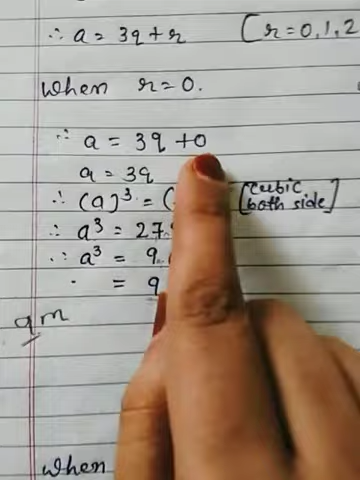 ∴ a = 3q + r [r = 0, 1, 2
When r = 0.
∴ a = 3q + 0
a = 3q
∴ (a)³ = ( [cubic both side]
∴ a³ = 27
∴ a³ = 9
= 9
9m
When